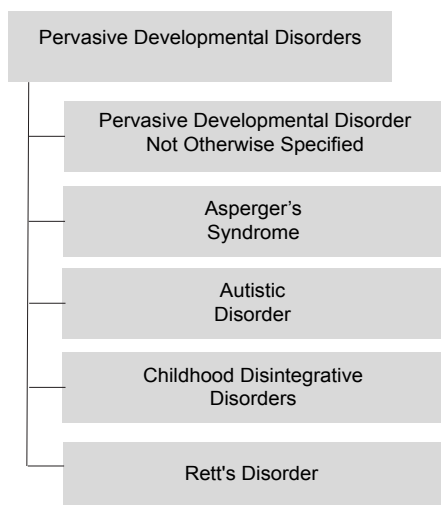 Pervasive Developmental Disorders
Pervasive Developmental Disorder
Not Otherwise Specified
Asperger’s
Syndrome
Autistic
Disorder
Childhood Disintegrative
Disorders
Rett's Disorder